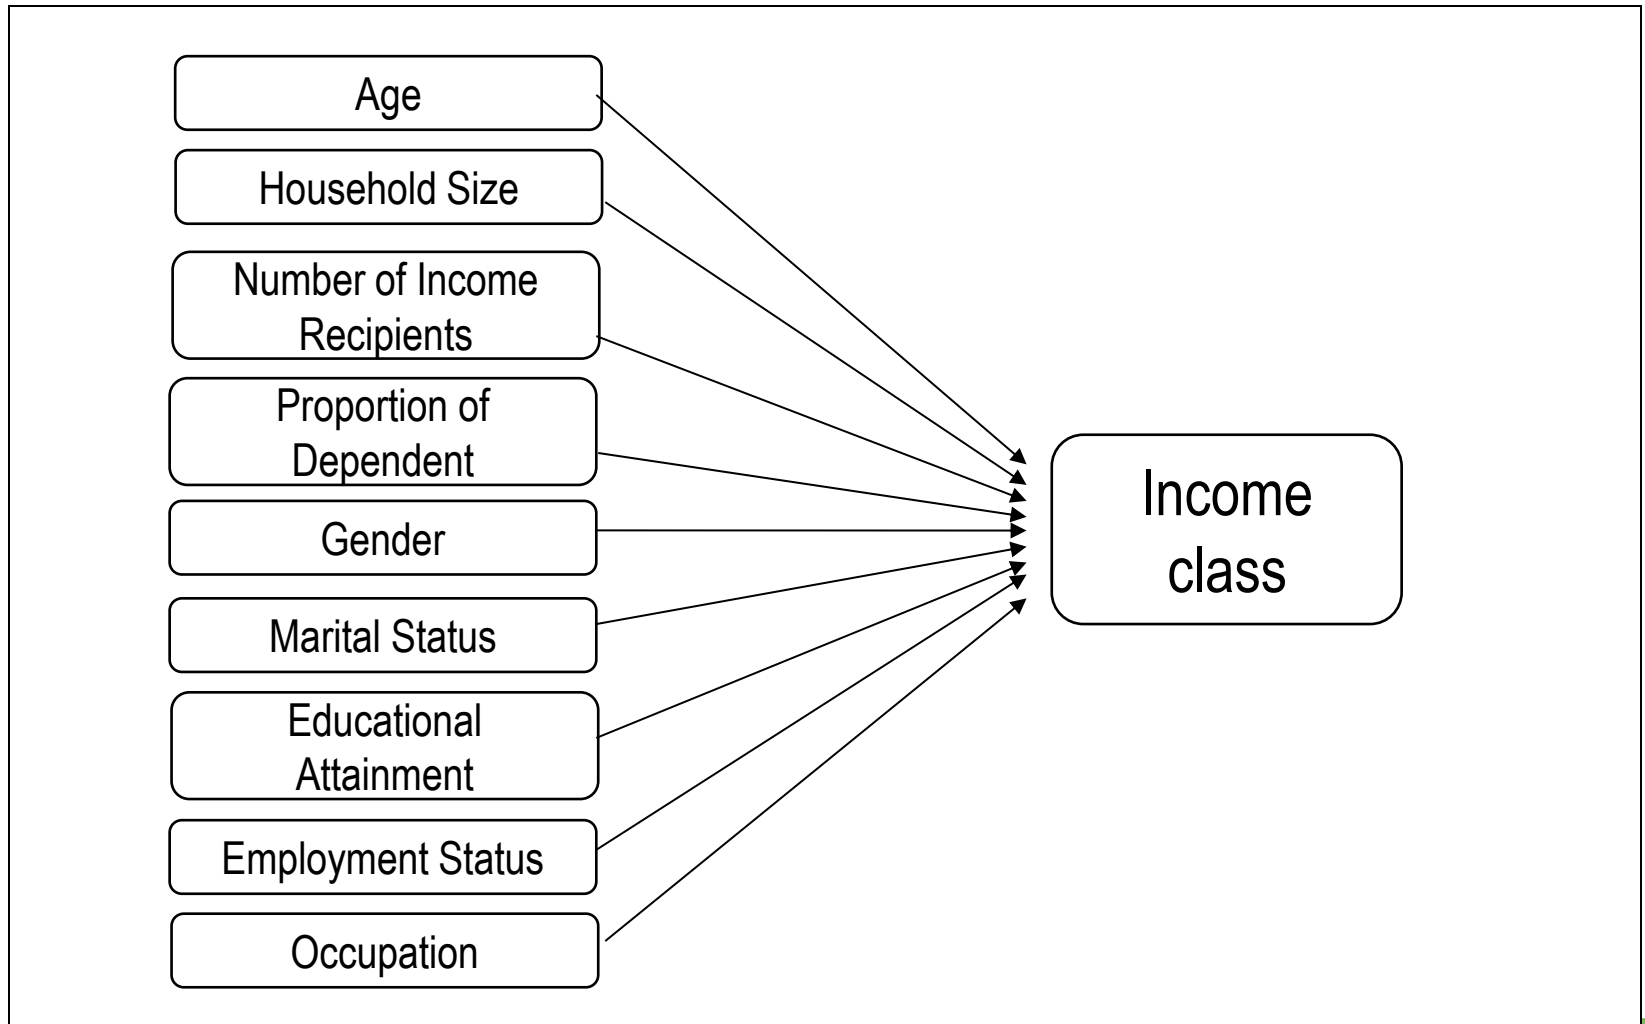 Age
Household Size
Number of Income
Recipients
Proportion of
Dependent
Gender
Marital Status
Educational
Attainment
Employment Status
Occupation
Income
class